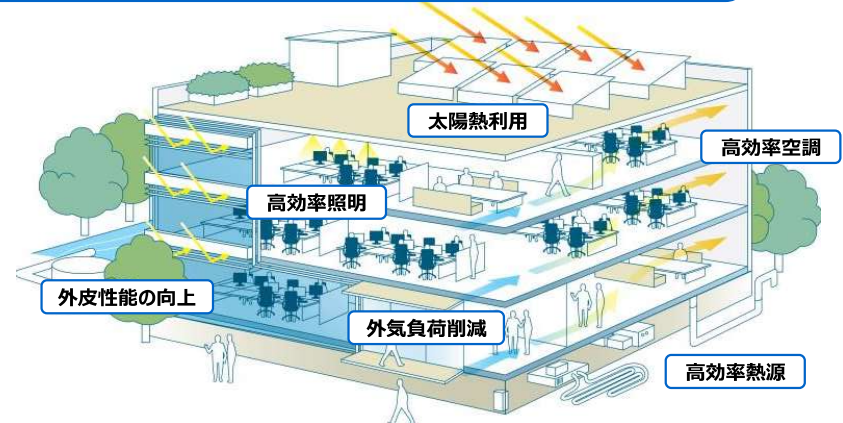 太陽熱利用
高効率空調
高効率照明
外皮性能の向上
外気負荷削減
高効率熱源